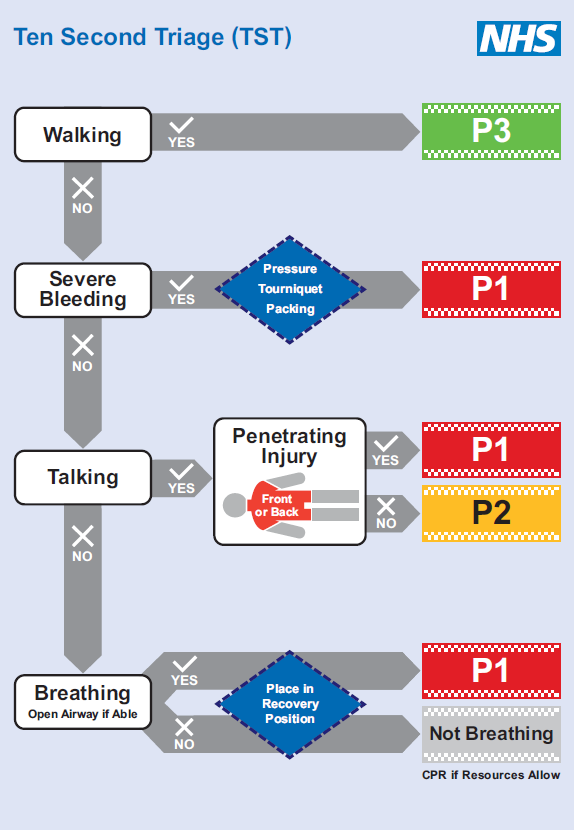 Ten Second Triage (TST)
NHS
Walking
YES
P3
NO
Severe
Bleeding
YES
Pressure
Tourniquet
Packing
P1
NO
Talking
YES
Penetrating
Injury
Front
or Back
YES
P1
NO
P2
NO
Breathing
Open Airway if Able
YES
Place in
Recovery
Position
P1
NO
Not Breathing
CPR if Resources Allow